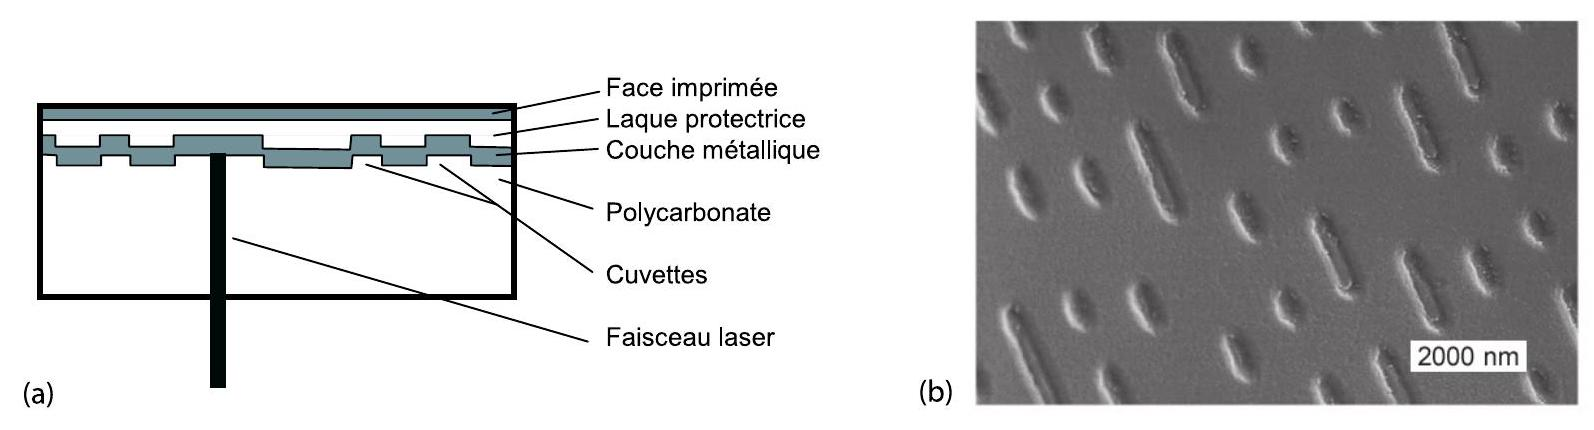 Face imprimée
Laque protectrice
Couche métallique
Polycarbonate
Cuvettes
Faisceau laser
(a)
(b)
2000 nm